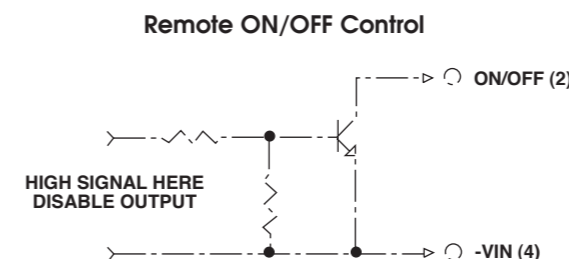 Remote ON/OFF Control
ON/OFF (2)
HIGH SIGNAL HERE
DISABLE OUTPUT
-VIN (4)